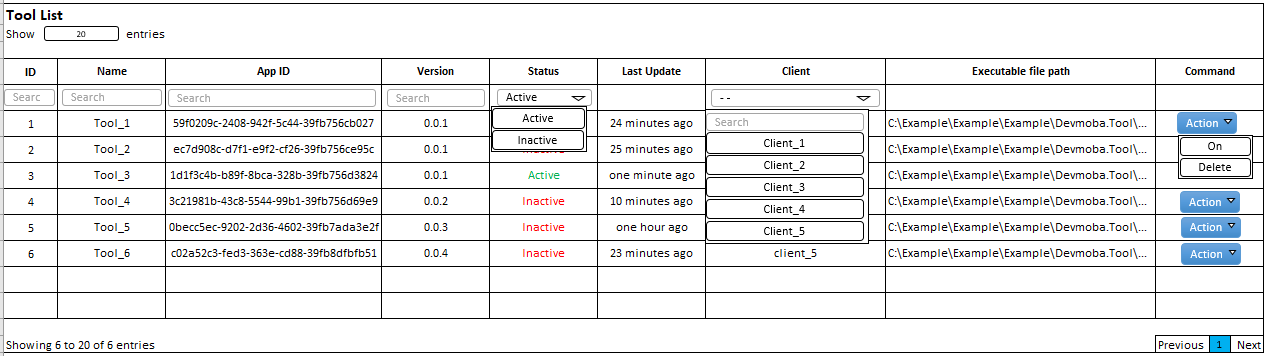 Tool List
Show 20 entries
ID Name App ID Version Status Last Update Client Executable file path Command
Searc Search Search Search Active - -
1 Tool_1 59f0209c-2408-942f-5c44-39fb756cb027 0.0.1 Active 24 minutes ago Search C:\Example\Example\Example\Devmoba.Tool\... Action
2 Tool_2 ec7d908c-d7f1-e9f2-cf26-39fb756ce95c 0.0.1 Inactive 25 minutes ago Client_1 C:\Example\Example\Example\Devmoba.Tool\... On
3 Tool_3 1d1f3c4b-b89f-8bca-328b-39fb756d3824 0.0.1 Active one minute ago Client_2 C:\Example\Example\Example\Devmoba.Tool\... Delete
Client_3
4 Tool_4 3c21981b-43c8-5544-99b1-39fb756d69e9 0.0.2 Inactive 10 minutes ago Client_4 C:\Example\Example\Example\Devmoba.Tool\... Action
5 Tool_5 0becc5ec-9202-2d36-4602-39fb7ada3e2f 0.0.3 Inactive one hour ago Client_5 C:\Example\Example\Example\Devmoba.Tool\... Action
6 Tool_6 c02a52c3-fed3-363e-cd88-39fb8dfbfb51 0.0.4 Inactive 23 minutes ago client_5 C:\Example\Example\Example\Devmoba.Tool\... Action
Showing 6 to 20 of 6 entries Previous 1 Next